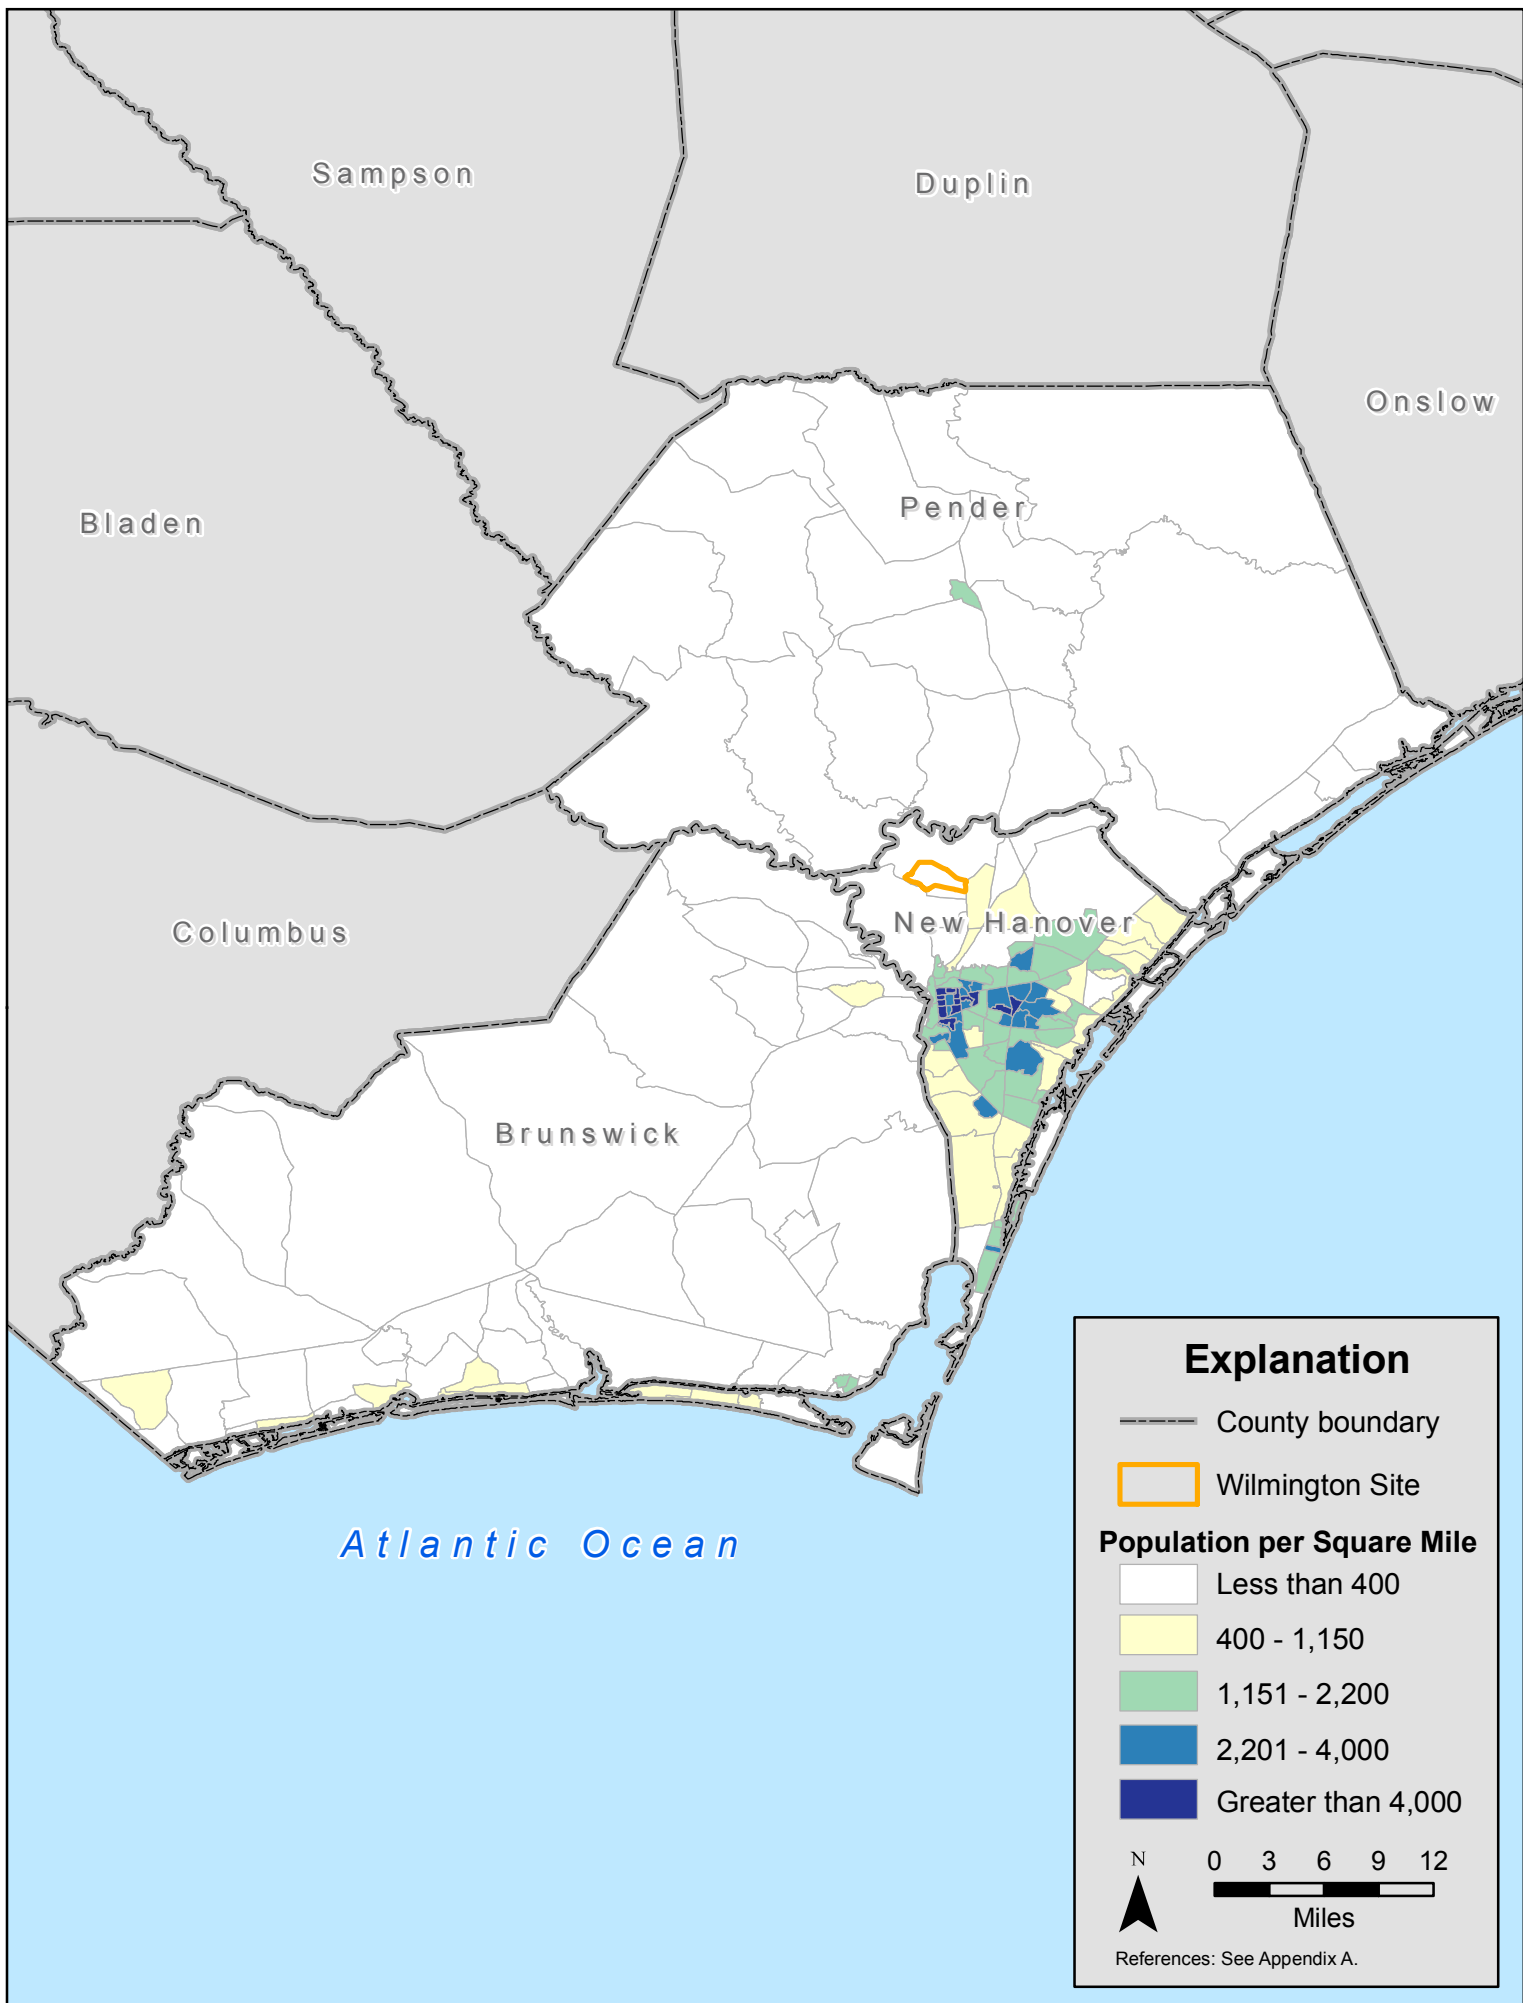 Sampson
Duplin
Onslow
Bladen
Pender
Columbus
New Hanover
Brunswick
Atlantic Ocean
Explanation
County boundary
Wilmington Site
Population per Square Mile
Less than 400
400 - 1,150
1,151 - 2,200
2,201 - 4,000
Greater than 4,000
N
0 3 6 9 12
Miles
References: See Appendix A.